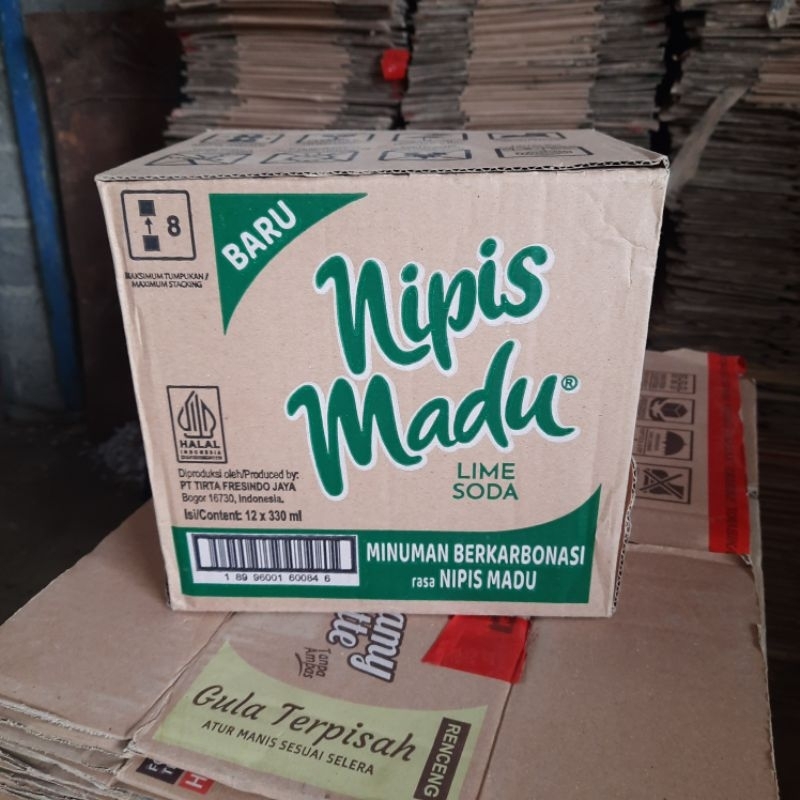 8
MAKSIMUM TUMPUKAN /
MAXIMUM STACKING
BARU
Nipis
Madu®
LIME
SODA
HALAL
INDONESIA
Diproduksi oleh/Produced by:
PT TIRTA FRESINDO JAYA
Bogor 16730, Indonesia.
Isi/Content: 12 x 330 ml
1 89 96001 60084 6
MINUMAN BERKARBONASI
rasa NIPIS MADU
Tanpa
Ampas
Gula Terpisah
ATUR MANIS SESUAI SELERA
RENCENG